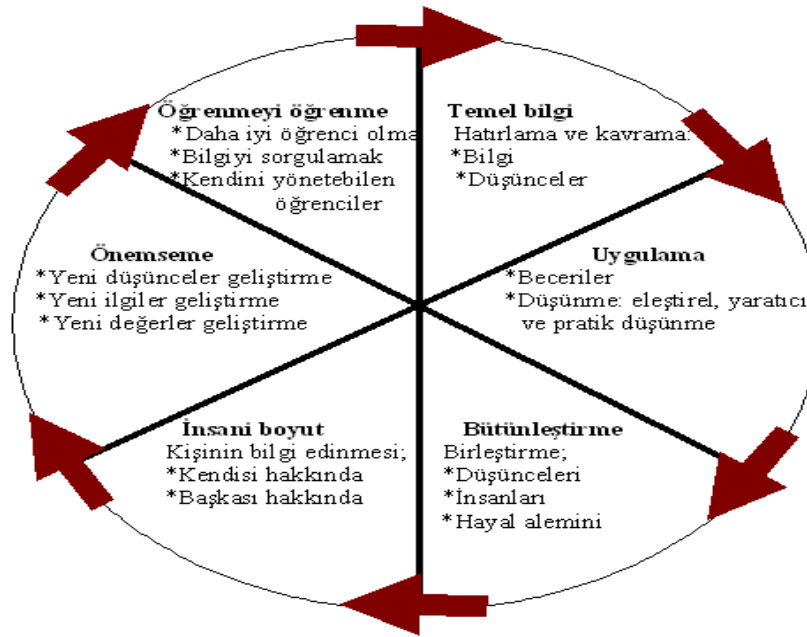 Öğrenmeyi öğrenme
*Daha iyi öğrenci olma
*Bilgiyi sorgulamak
*Kendini yönetebilen
öğrenciler
Temel bilgi
Hatırlama ve kavrama:
*Bilgi
*Düşünceler
Uygulama
*Beceriler
*Düşünme: eleştirel, yaratıcı
ve pratik düşünme
Bütünleştirme
Birleştirme;
*Düşünceleri
*İnsanları
*Hayal alemini
İnsani boyut
Kişinin bilgi edinmesi;
*Kendisi hakkında
*Başkası hakkında
Önemseme
*Yeni düşünceler geliştirme
*Yeni ilgiler geliştirme
*Yeni değerler geliştirme